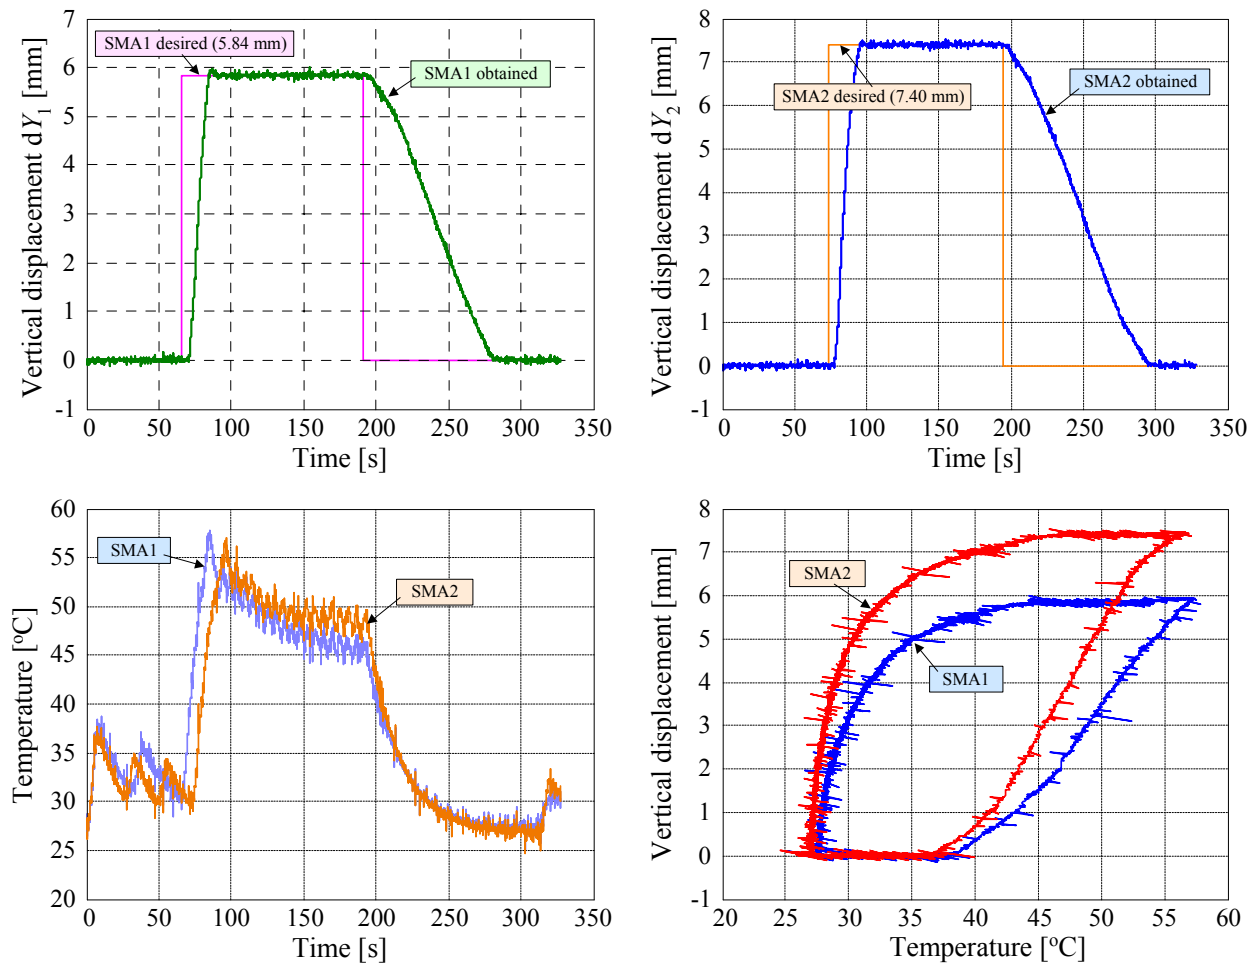 7
6
5
4
3
2
1
0
-1
Vertical displacement dY1 [mm]
SMA1 desired (5.84 mm)
SMA1 obtained
0 50 100 150 200 250 300 350
Time [s]
8
7
6
5
4
3
2
1
0
-1
Vertical displacement dY2 [mm]
SMA2 desired (7.40 mm)
SMA2 obtained
0 50 100 150 200 250 300 350
Time [s]
60
55
50
45
40
35
30
25
20
Temperature [oC]
SMA1
SMA2
0 50 100 150 200 250 300 350
Time [s]
8
7
6
5
4
3
2
1
0
-1
Vertical displacement [mm]
SMA2
SMA1
20 25 30 35 40 45 50 55 60
Temperature [oC]